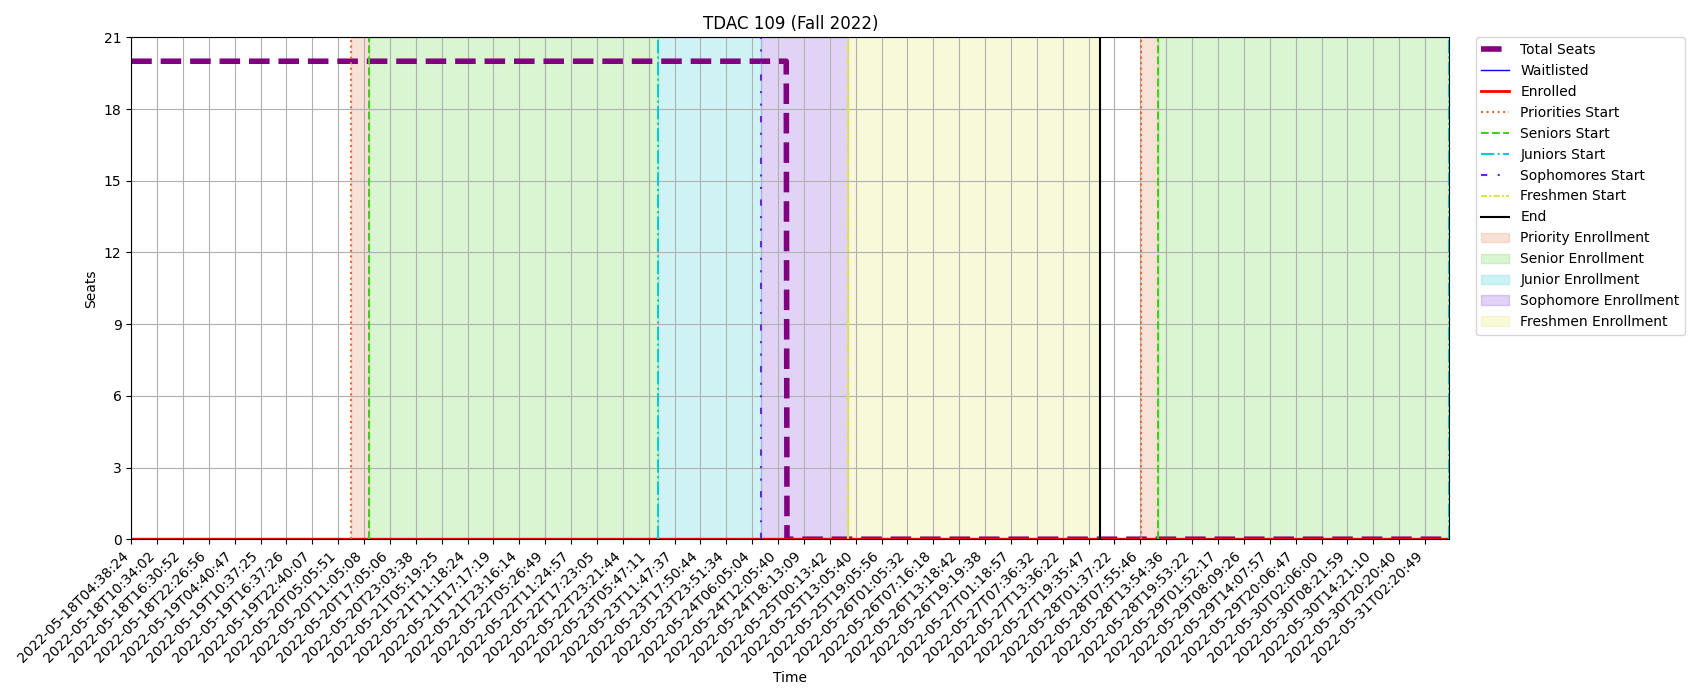 TDAC 109 (Fall 2022)
21
18
15
12
9
6
3
0
Seats
2022-05-18T04:38:24
2022-05-18T10:34:02
2022-05-18T16:30:52
2022-05-18T22:26:56
2022-05-19T04:40:47
2022-05-19T10:37:25
2022-05-19T16:37:26
2022-05-19T22:40:07
2022-05-20T05:05:51
2022-05-20T11:05:08
2022-05-20T17:05:06
2022-05-20T23:03:38
2022-05-21T05:19:25
2022-05-21T11:18:24
2022-05-21T17:17:19
2022-05-21T23:16:14
2022-05-22T05:26:49
2022-05-22T11:24:57
2022-05-22T17:23:05
2022-05-22T23:21:44
2022-05-23T05:47:11
2022-05-23T11:47:37
2022-05-23T17:50:44
2022-05-23T23:51:34
2022-05-24T06:05:04
2022-05-24T12:05:40
2022-05-24T18:13:09
2022-05-25T00:13:42
2022-05-25T13:05:40
2022-05-25T19:05:56
2022-05-26T01:05:32
2022-05-26T07:16:18
2022-05-26T13:18:42
2022-05-26T19:19:38
2022-05-27T01:18:57
2022-05-27T07:36:32
2022-05-27T13:36:22
2022-05-27T19:35:47
2022-05-28T01:37:22
2022-05-28T07:55:46
2022-05-28T13:54:36
2022-05-28T19:53:22
2022-05-29T01:52:17
2022-05-29T08:09:26
2022-05-29T14:07:57
2022-05-29T20:06:47
2022-05-30T02:06:00
2022-05-30T08:21:59
2022-05-30T14:21:10
2022-05-30T20:20:40
2022-05-31T02:20:49
Time
Total Seats
Waitlisted
Enrolled
Priorities Start
Seniors Start
Juniors Start
Sophomores Start
Freshmen Start
End
Priority Enrollment
Senior Enrollment
Junior Enrollment
Sophomore Enrollment
Freshmen Enrollment